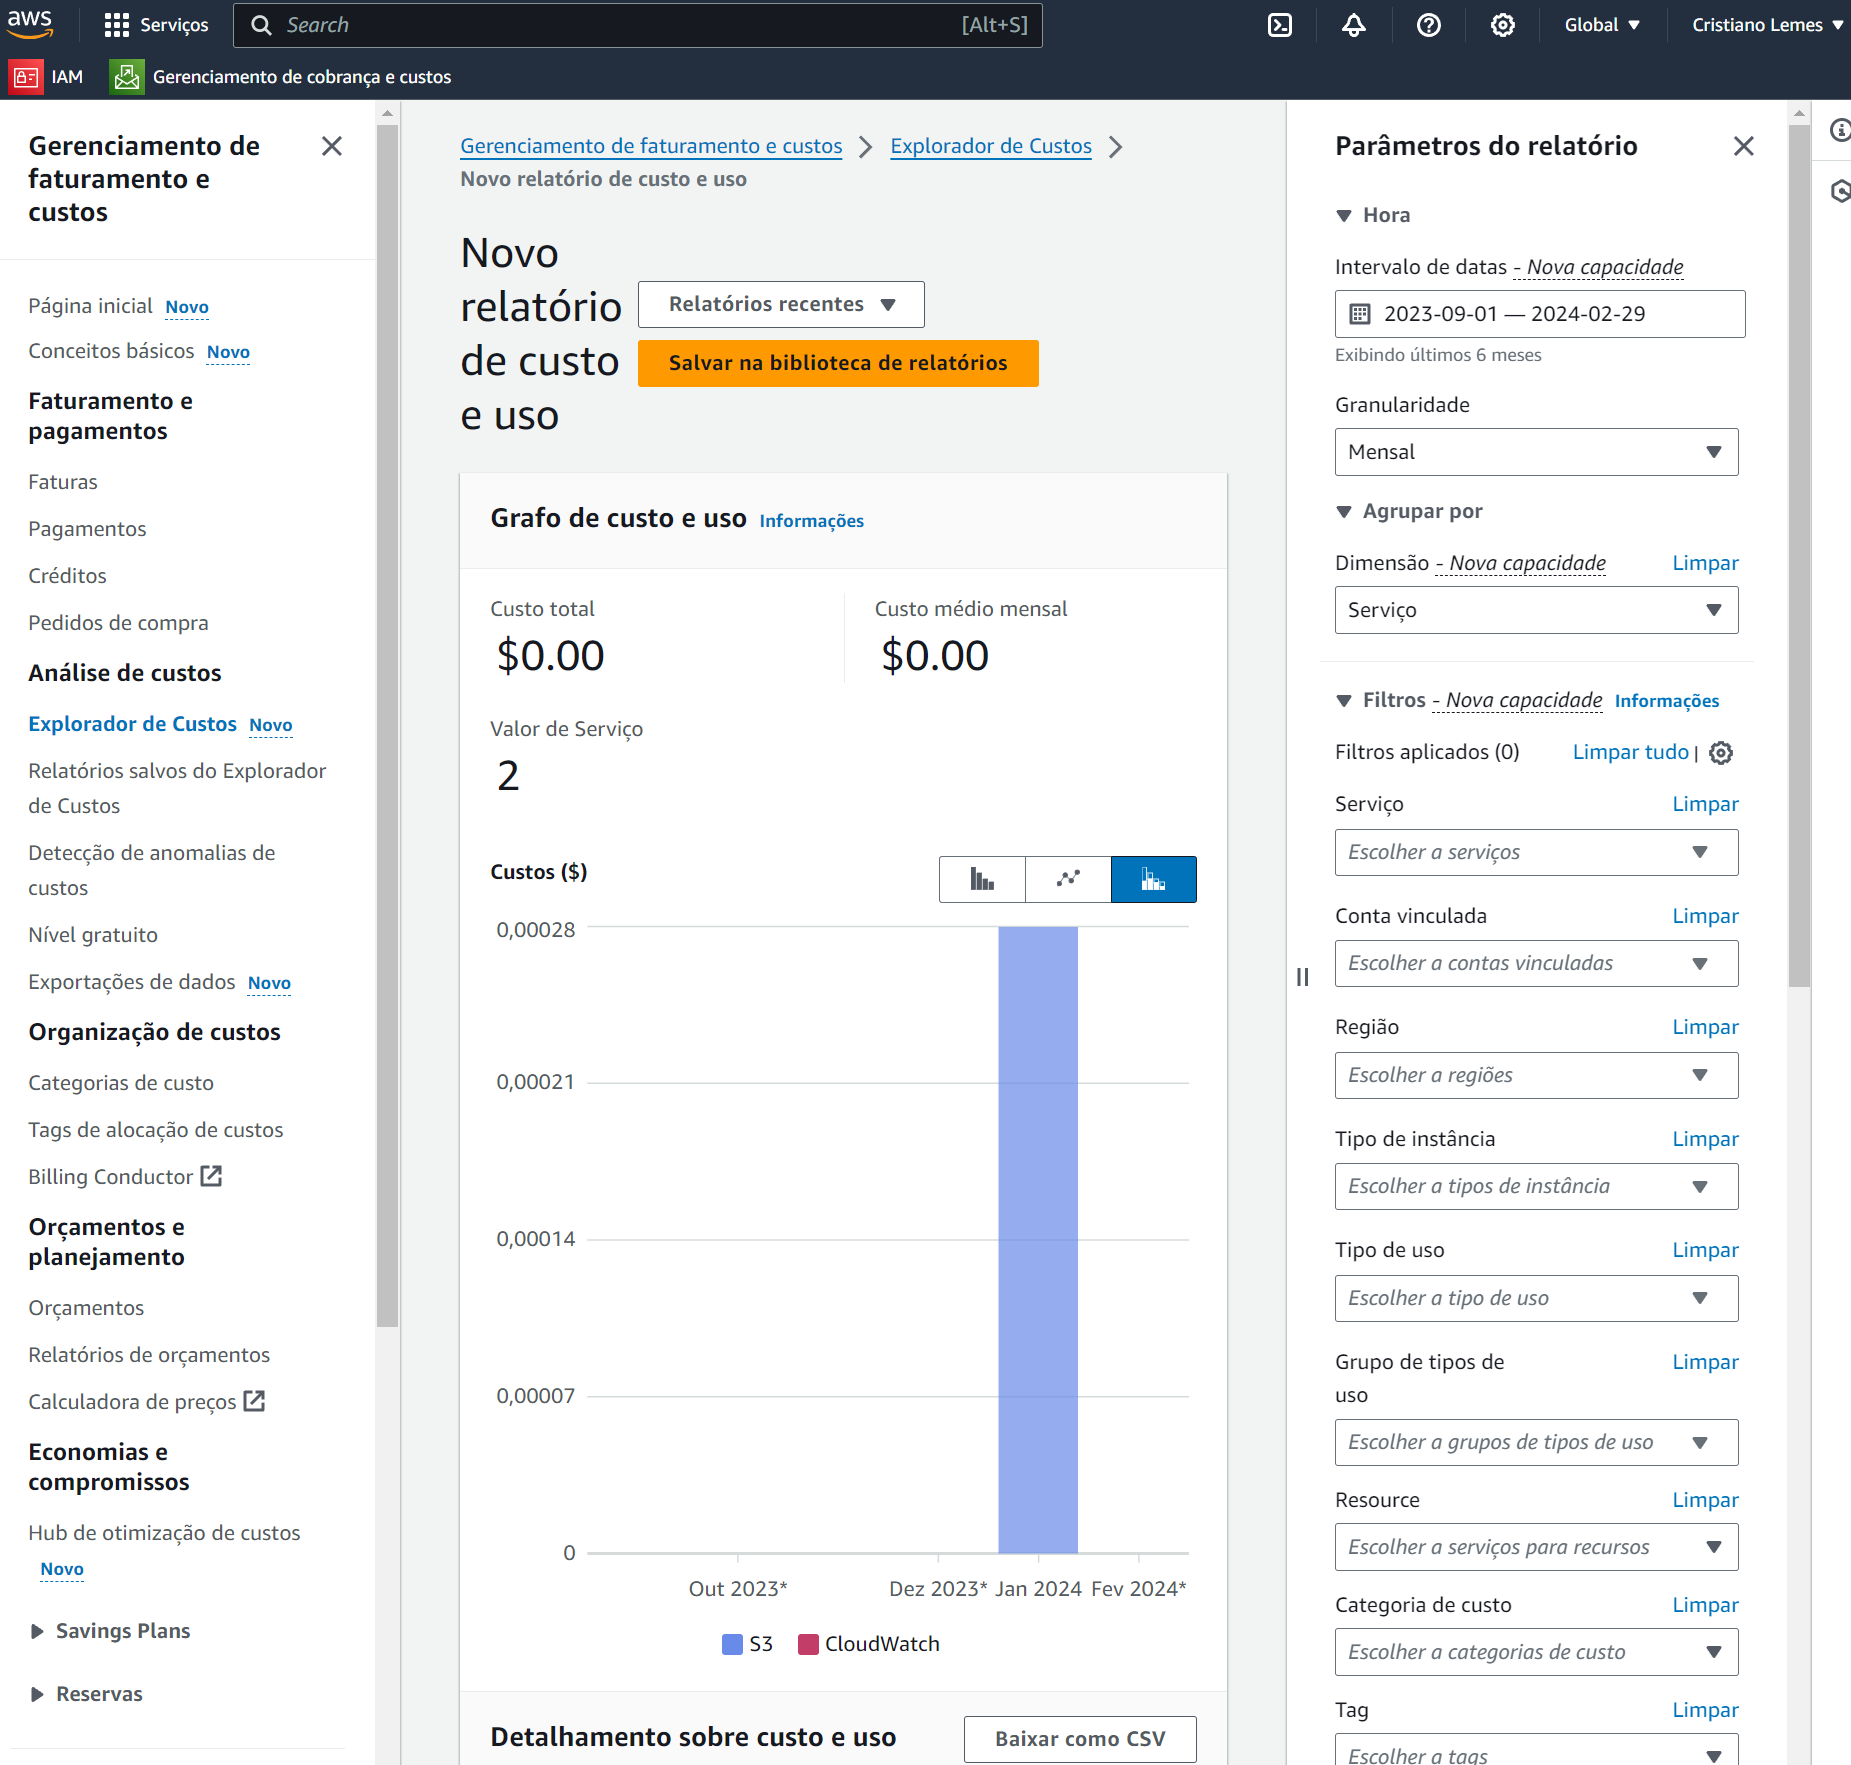 aws
Serviços
Search
[Alt+S]
Global
Cristiano Lemes
IAM
Gerenciamento de cobrança e custos
Gerenciamento de
faturamento e
custos
Página inicial Novo
Conceitos básicos Novo
Faturamento e
pagamentos
Faturas
Pagamentos
Créditos
Pedidos de compra
Análise de custos
Explorador de Custos Novo
Relatórios salvos do Explorador
de Custos
Detecção de anomalias de
custos
Nível gratuito
Exportações de dados Novo
Organização de custos
Categorias de custo
Tags de alocação de custos
Billing Conductor
Orçamentos e
planejamento
Orçamentos
Relatórios de orçamentos
Calculadora de preços
Economias e
compromissos
Hub de otimização de custos
Novo
Savings Plans
Reservas
Gerenciamento de faturamento e custos
Explorador de Custos
Novo relatório de custo e uso
Novo
relatório
de custo
e uso
Relatórios recentes
Salvar na biblioteca de relatórios
Grafo de custo e uso Informações
Custo total
$0.00
Custo médio mensal
$0.00
Valor de Serviço
2
Custos ($)
0,00028
0,00021
0,00014
0,00007
0
Out 2023* Dez 2023* Jan 2024 Fev 2024*
S3 CloudWatch
Detalhamento sobre custo e uso
Baixar como CSV
Parâmetros do relatório
Hora
Intervalo de datas - Nova capacidade
2023-09-01 — 2024-02-29
Exibindo últimos 6 meses
Granularidade
Mensal
Agrupar por
Dimensão - Nova capacidade Limpar
Serviço
Filtros - Nova capacidade Informações
Filtros aplicados (0) Limpar tudo |
Serviço Limpar
Escolher a serviços
Conta vinculada Limpar
Escolher a contas vinculadas
Região Limpar
Escolher a regiões
Tipo de instância Limpar
Escolher a tipos de instância
Tipo de uso Limpar
Escolher a tipo de uso
Grupo de tipos de Limpar
uso
Escolher a grupos de tipos de uso
Resource Limpar
Escolher a serviços para recursos
Categoria de custo Limpar
Escolher a categorias de custo
Tag Limpar
Escolher a tags